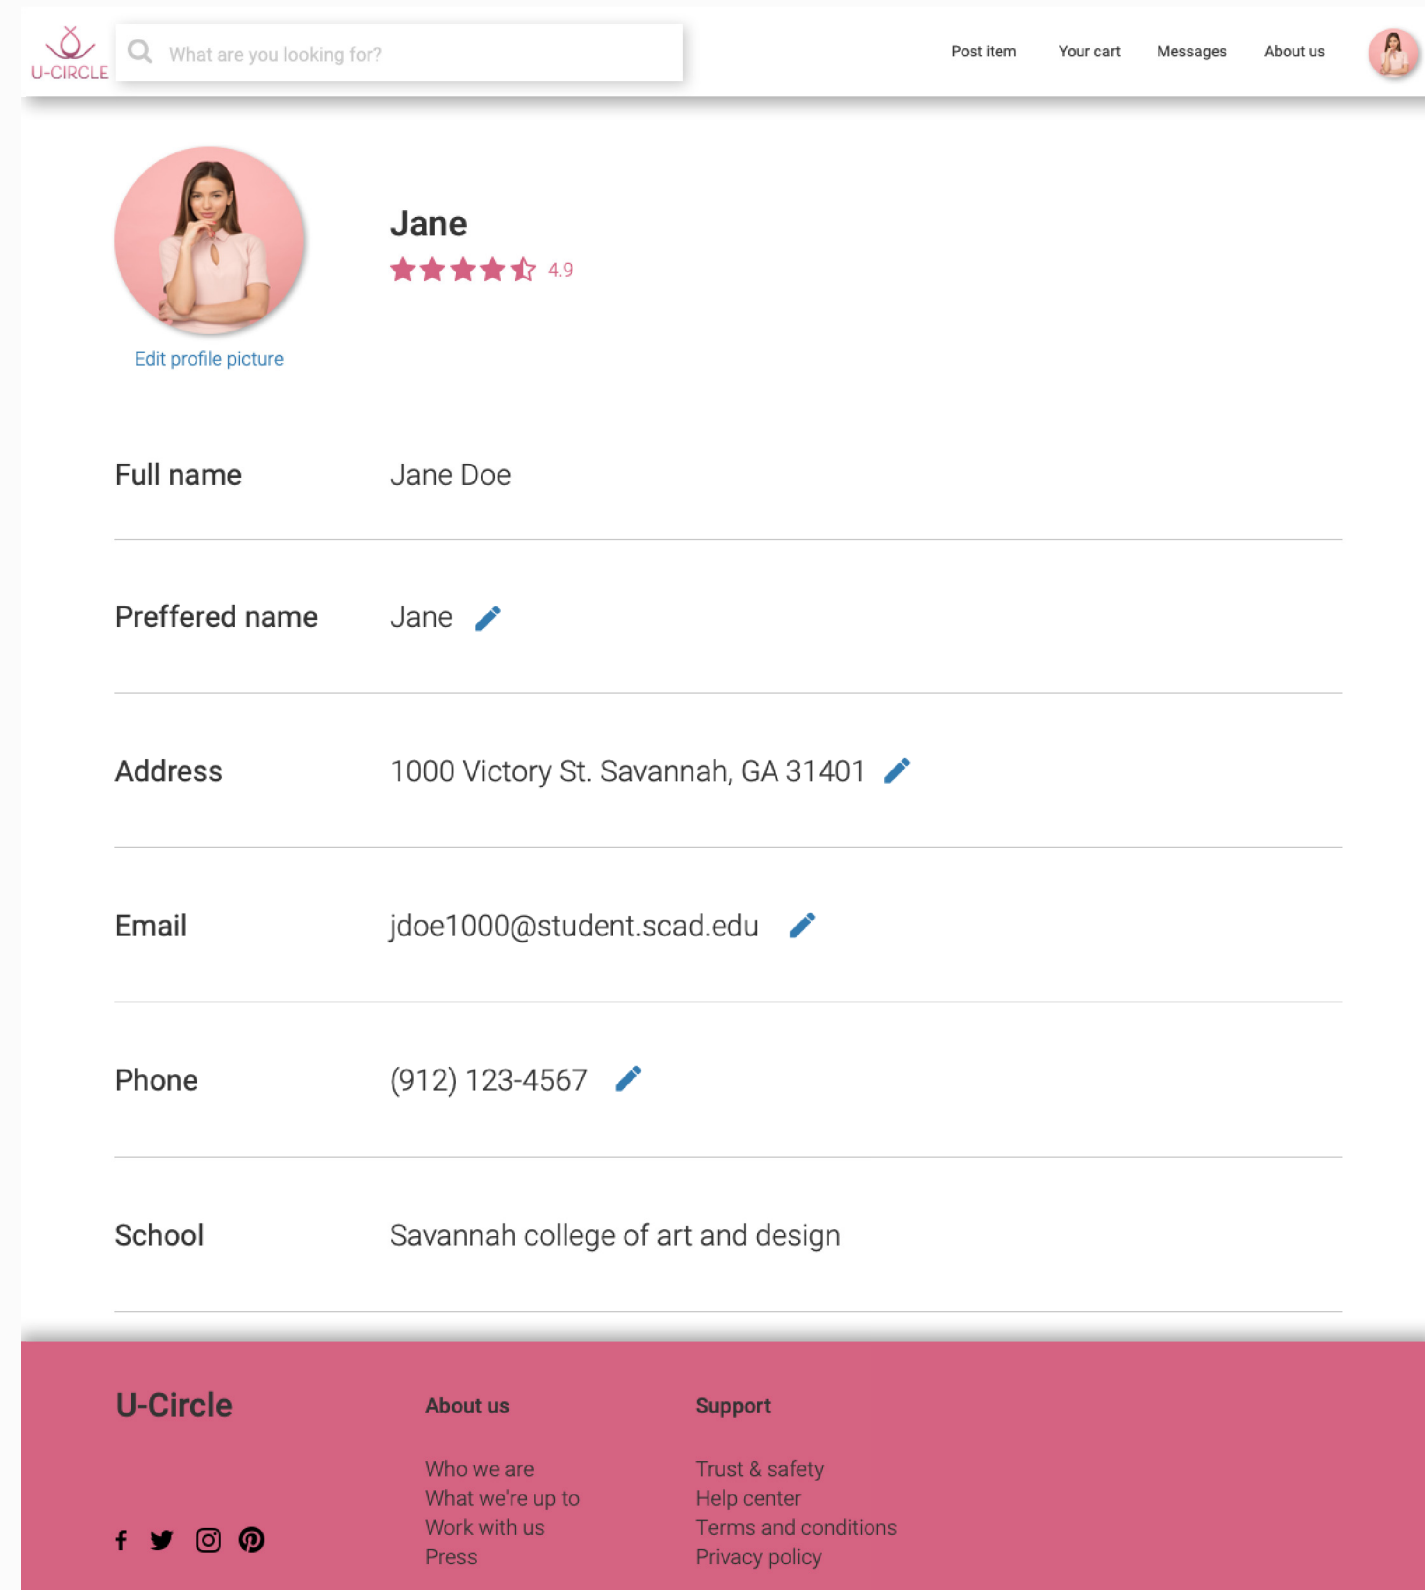 U-CIRCLE
What are you looking for?
Post item
Your cart
Messages
About us
Jane
4.9
Edit profile picture
Full name
Jane Doe
Preffered name
Jane
Address
1000 Victory St. Savannah, GA 31401
Email
jdoe1000@student.scad.edu
Phone
(912) 123-4567
School
Savannah college of art and design
U-Circle
About us
Who we are
What we're up to
Work with us
Press
Support
Trust & safety
Help center
Terms and conditions
Privacy policy